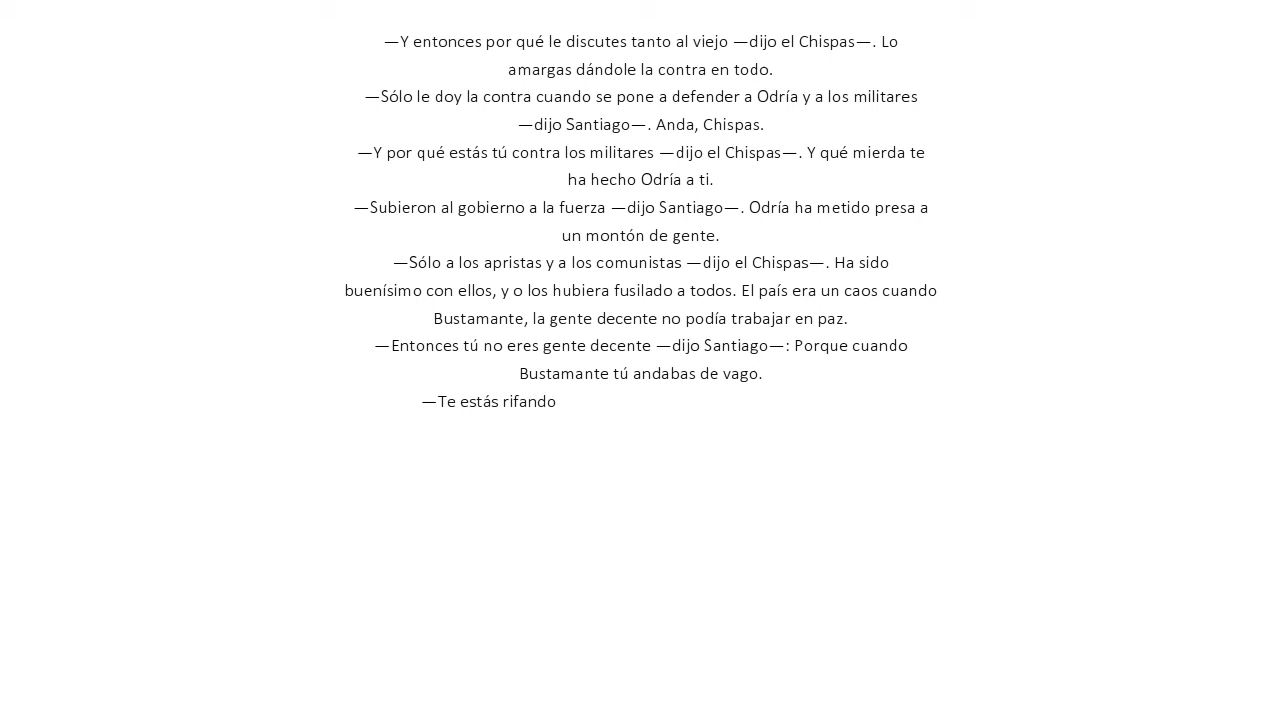 —Y entonces por qué le discutes tanto al viejo —dijo el Chispas—. Lo
amargas dándole la contra en todo.
—Sólo le doy la contra cuando se pone a defender a Odría y a los militares
—dijo Santiago—. Anda, Chispas.
—Y por qué estás tú contra los militares —dijo el Chispas—. Y qué mierda te
ha hecho Odría a ti.
—Subieron al gobierno a la fuerza —dijo Santiago—. Odría ha metido presa a
un montón de gente.
—Sólo a los apristas y a los comunistas —dijo el Chispas—. Ha sido
buenísimo con ellos, y o los hubiera fusilado a todos. El país era un caos cuando
Bustamante, la gente decente no podía trabajar en paz.
—Entonces tú no eres gente decente —dijo Santiago—: Porque cuando
Bustamante tú andabas de vago.
—Te estás rifando